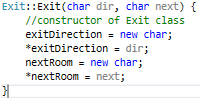 Exit::Exit(char dir, char next) {
//constructor of Exit class
exitDirection = new char;
*exitDirection = dir;
nextRoom = new char;
*nextRoom = next;
}